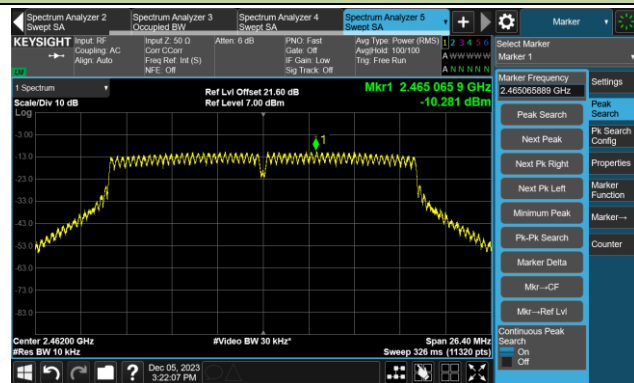 Spectrum Analyzer 2 Swept SA
Spectrum Analyzer 3 Occupied BW
Spectrum Analyzer 4 Swept SA
Spectrum Analyzer 5 Swept SA
+
Marker
KEYSIGHT
Input: RF
Coupling: AC
Align: Auto
Input Z: 50 Ω
Corr CCorr
Freq Ref: Int (S)
NFE: Off
Atten: 6 dB
PNO: Fast
Gate: Off
IF Gain: Low
Sig Track: Off
Avg Type: Power (RMS)
Avg|Hold: 100/100
Trig: Free Run
1 2 3 4 5 6
A W W W W W
A N N N N N
Select Marker
Marker 1
1 Spectrum
Scale/Div 10 dB
Log
Ref Lvl Offset 21.60 dB
Ref Level 7.00 dBm
Mkr1 2.465 065 9 GHz
-10.281 dBm
-3.00
-13.0
-23.0
-33.0
-43.0
-53.0
-63.0
-73.0
-83.0
1
Center 2.46200 GHz
#Res BW 10 kHz
#Video BW 30 kHz*
Span 26.40 MHz
Sweep 326 ms (11320 pts)
Marker Frequency
2.465065889 GHz
Peak Search
Next Peak
Next Pk Right
Next Pk Left
Minimum Peak
Pk-Pk Search
Marker Delta
Mkr→CF
Mkr→Ref Lvl
Continuous Peak Search
On
Off
Settings
Peak Search
Pk Search Config
Properties
Marker Function
Marker→
Counter
?
Dec 05, 2023
3:22:07 PM